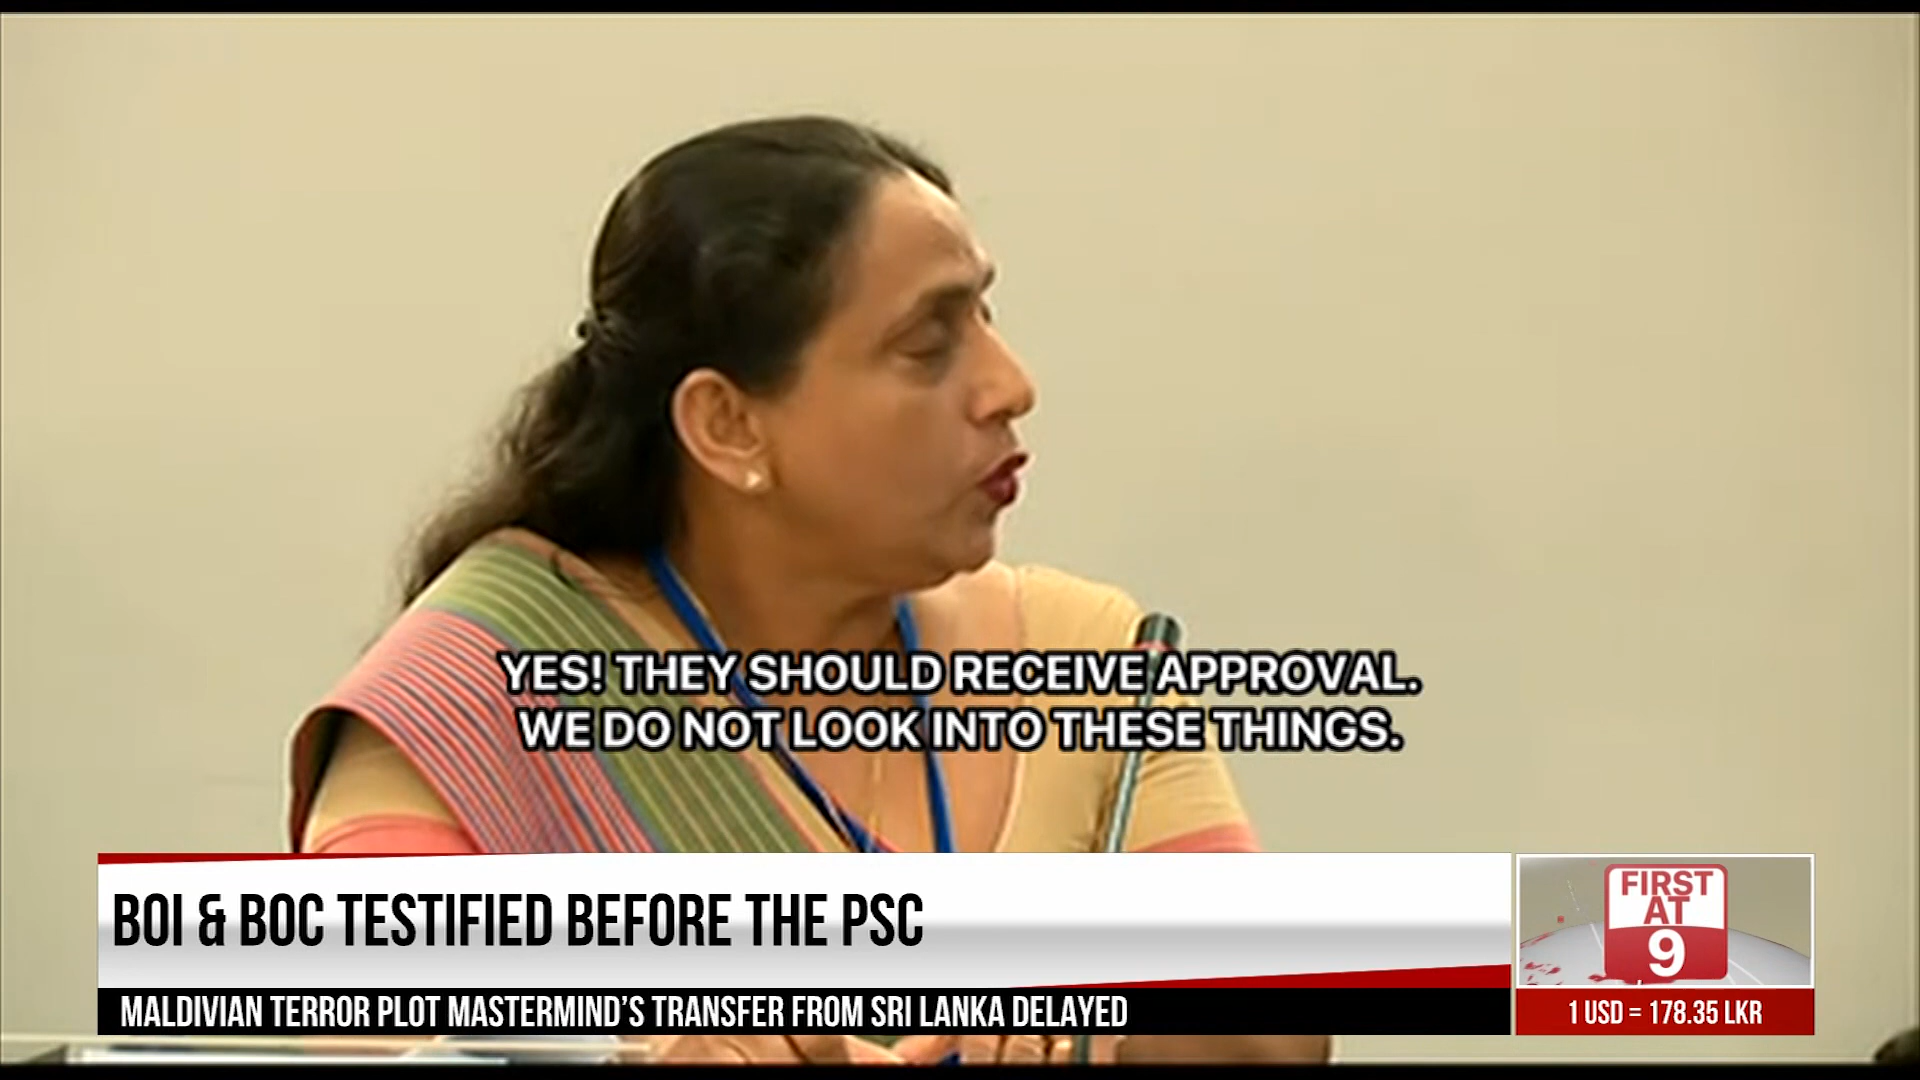 YES! THEY SHOULD RECEIVE APPROVAL.
WE DO NOT LOOK INTO THESE THINGS.
BOI & BOC TESTIFIED BEFORE THE PSC
FIRST
AT
9
MALDIVIAN TERROR PLOT MASTERMIND'S TRANSFER FROM SRI LANKA DELAYED
1 USD = 178.35 LKR